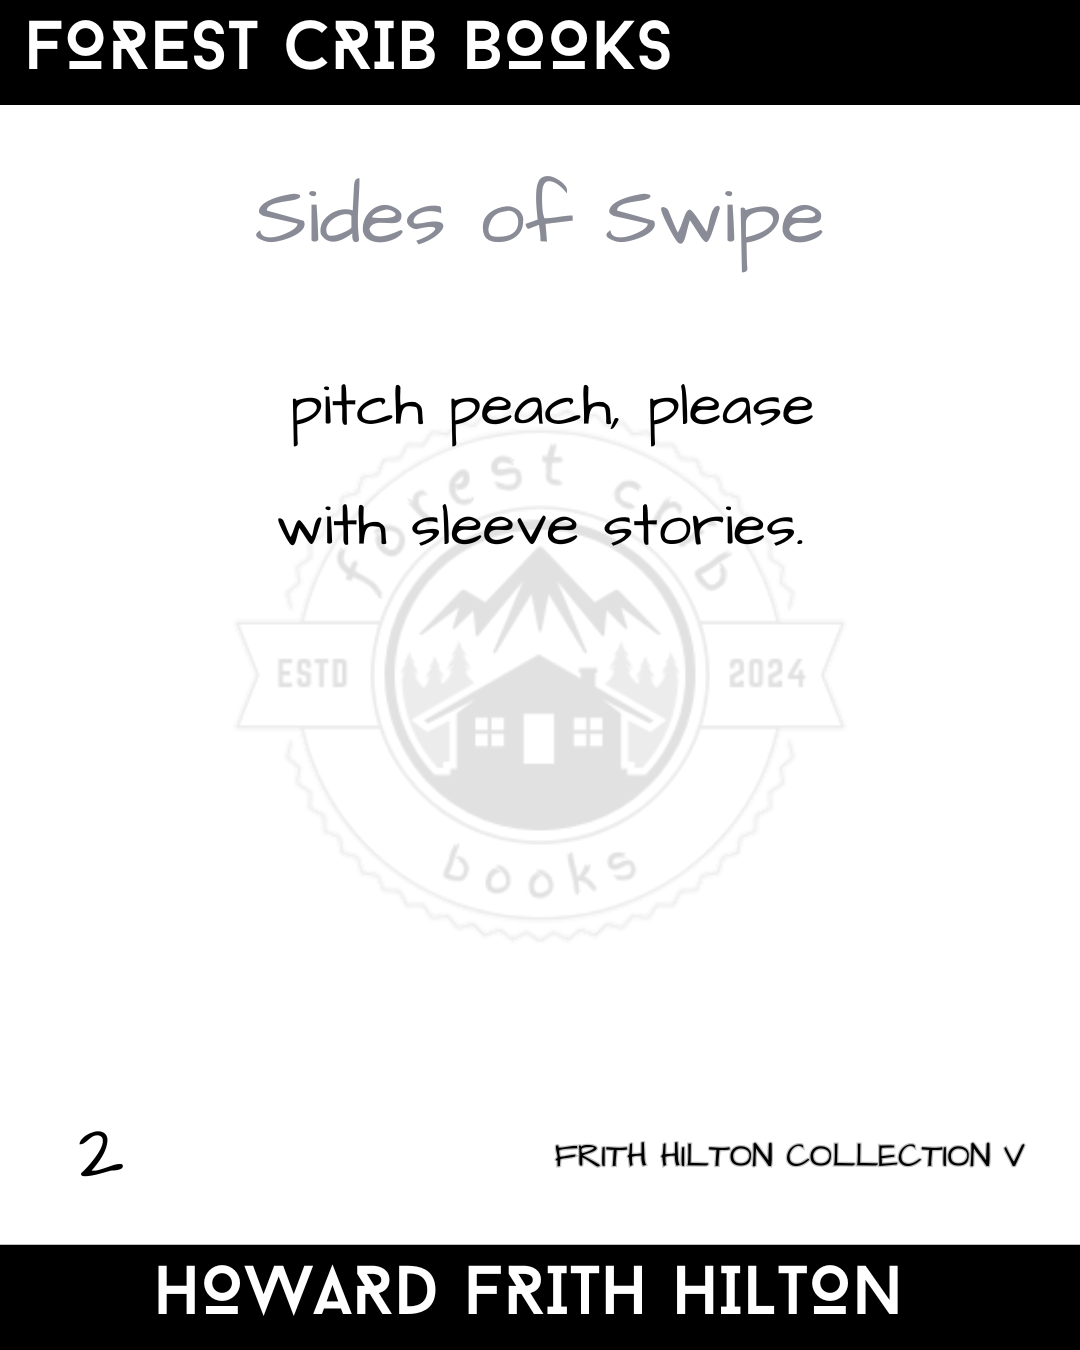 FOREST CRIB BOOKS
Sides of Swipe
pitch peach, please
with sleeve stories.
forest crib
ESTD 2024
books
2 FRITH HILTON COLLECTION V
HOWARD FRITH HILTON